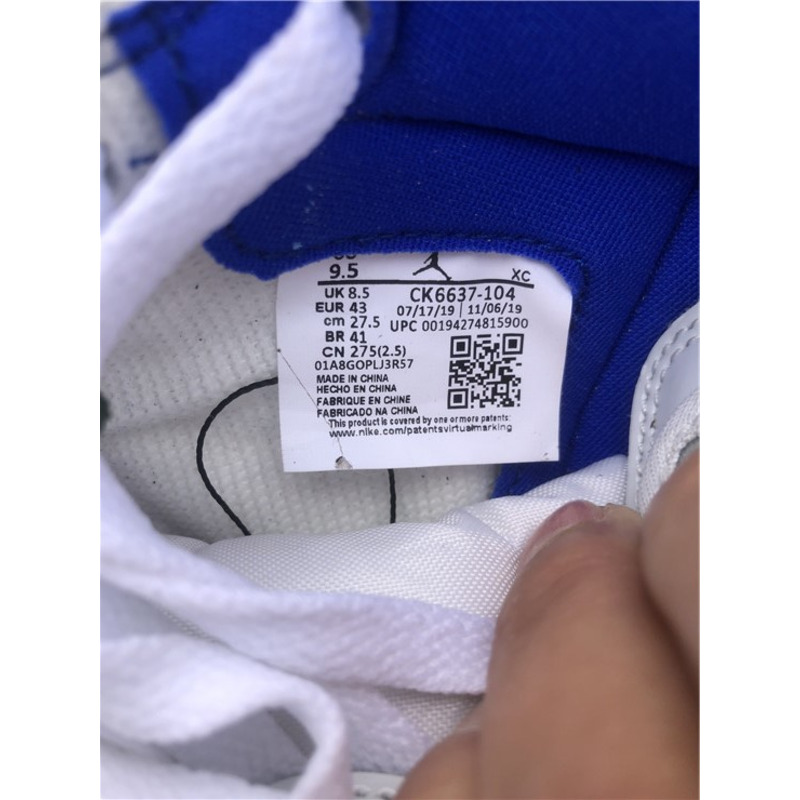 9.5
XC
UK 8.5 CK6637-104
EUR 43 07/17/19 | 11/06/19
cm 27.5 UPC 00194274815900
BR 41
CN 275(2.5)
01A8GOPLJ3R57
MADE IN CHINA
HECHO EN CHINA
FABRIQUE EN CHINE
FABRICADO NA CHINA
This product is covered by one or more patents:
www.nike.com/patentsvirtualmarking